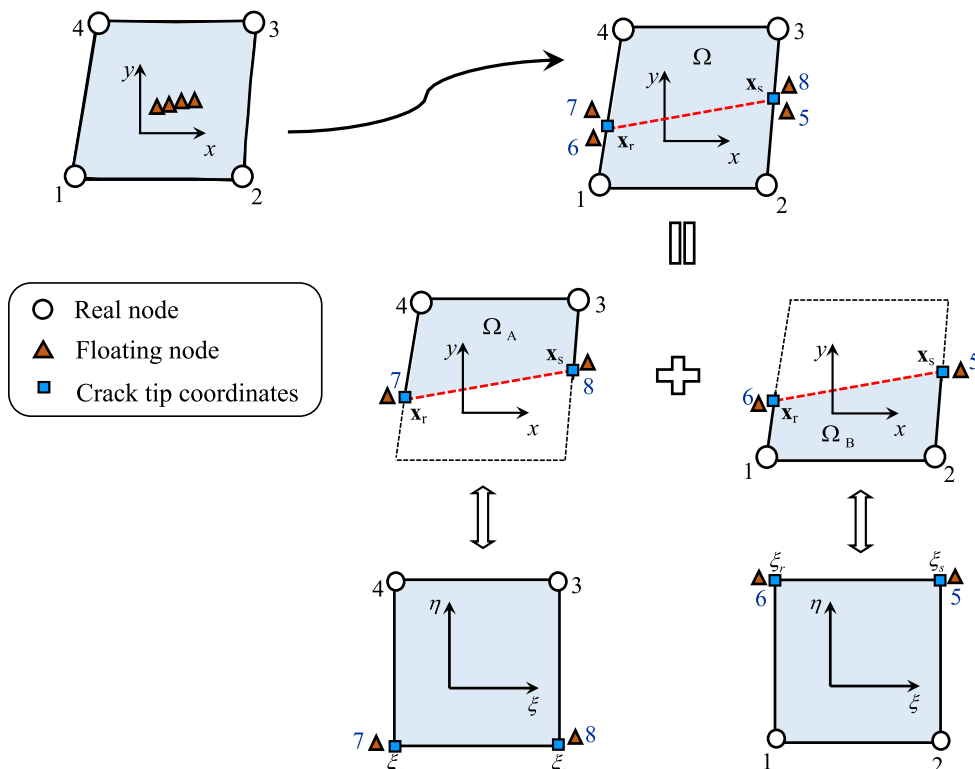 4
3
y
x
1
2
4
3
Ω
x_s
8
7
5
6
x_r
y
x
1
2
Real node
Floating node
Crack tip coordinates
4
3
Ω_A
y
x_s
7
8
x_r
x
y
x_s
5
6
x_r
x
Ω_B
1
2
4
3
η
ξ
7
8
ξ
ξ
ξ_r
ξ_s
6
5
η
ξ
1
2